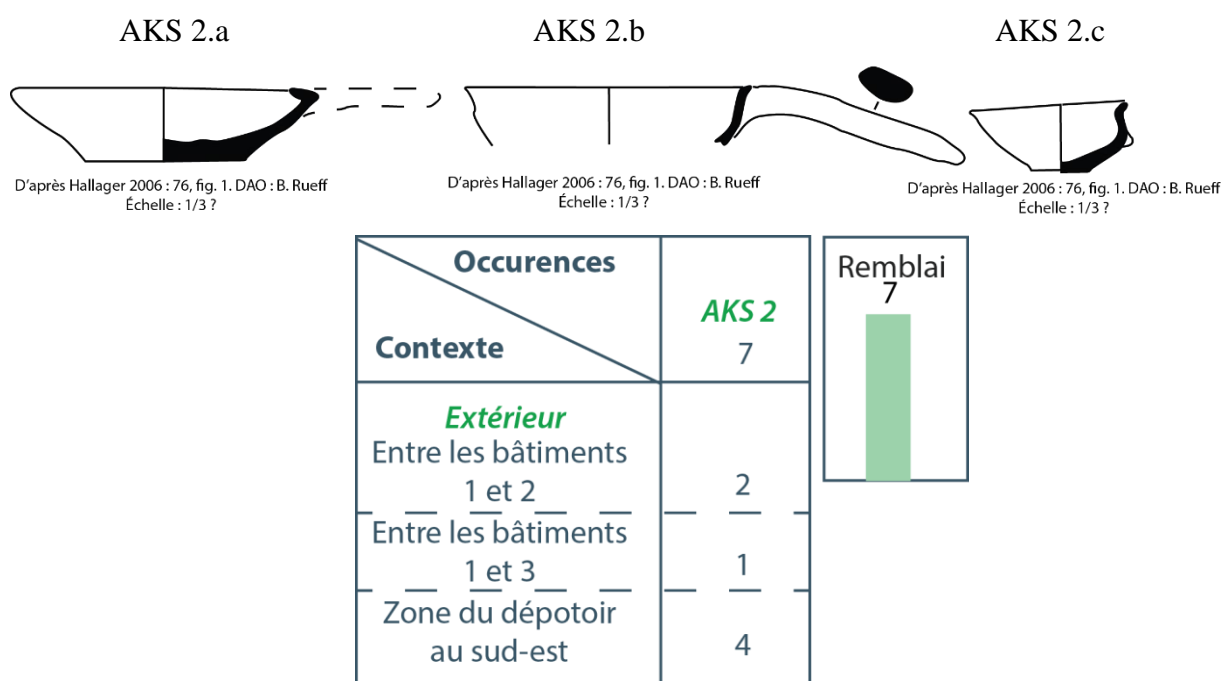 AKS 2.a
D'après Hallager 2006 : 76, fig. 1. DAO : B. Rueff
Échelle : 1/3 ?
AKS 2.b
D'après Hallager 2006 : 76, fig. 1. DAO : B. Rueff
Échelle : 1/3 ?
AKS 2.c
D'après Hallager 2006 : 76, fig. 1. DAO : B. Rueff
Échelle : 1/3 ?
Occurences
Contexte
AKS 2
7
Extérieur
Entre les bâtiments
1 et 2
2
Entre les bâtiments
1 et 3
1
Zone du dépotoir
au sud-est
4
Remblai
7